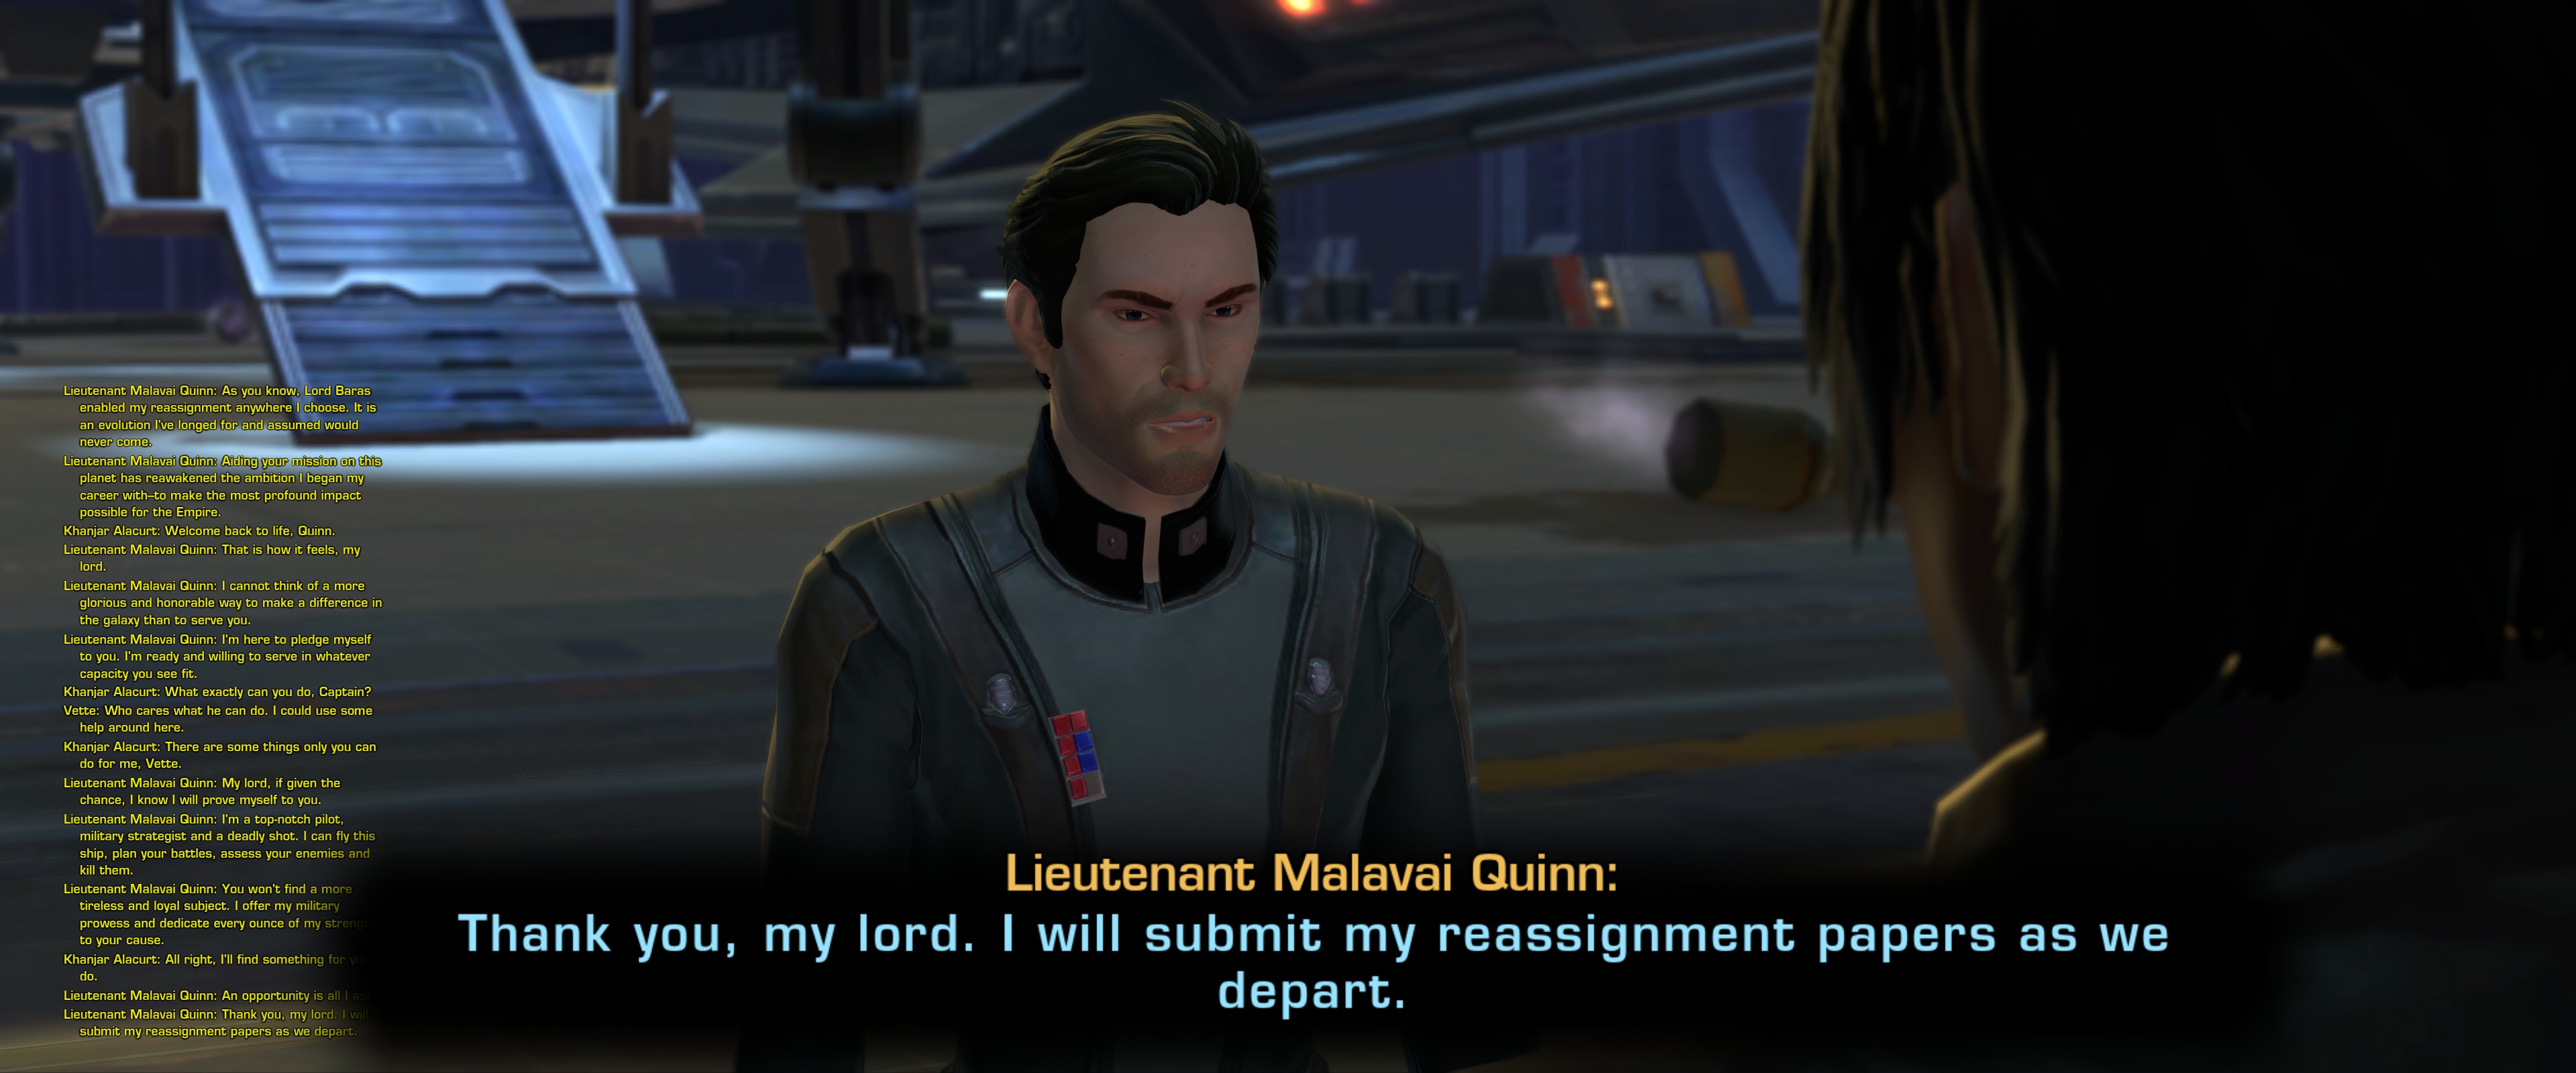 Lieutenant Malavai Quinn: As you know, Lord Baras
enabled my reassignment anywhere I choose. It is
an evolution I've longed for and assumed would
never come.
Lieutenant Malavai Quinn: Aiding your mission on this
planet has reawakened the ambition I began my
career with–to make the most profound impact
possible for the Empire.
Khanjar Alacurt: Welcome back to life, Quinn.
Lieutenant Malavai Quinn: That is how it feels, my
lord.
Lieutenant Malavai Quinn: I cannot think of a more
glorious and honorable way to make a difference in
the galaxy than to serve you.
Lieutenant Malavai Quinn: I'm here to pledge myself
to you. I'm ready and willing to serve in whatever
capacity you see fit.
Khanjar Alacurt: What exactly can you do, Captain?
Vette: Who cares what he can do. I could use some
help around here.
Khanjar Alacurt: There are some things only you can
do for me, Vette.
Lieutenant Malavai Quinn: My lord, if given the
chance, I know I will prove myself to you.
Lieutenant Malavai Quinn: I'm a top-notch pilot,
military strategist and a deadly shot. I can fly this
ship, plan your battles, assess your enemies and
kill them.
Lieutenant Malavai Quinn: You won't find a more
tireless and loyal subject. I offer my military
prowess and dedicate every ounce of my
to your cause.
Khanjar Alacurt: All right, I'll find something for
do.
Lieutenant Malavai Quinn: An opportunity is all I
Lieutenant Malavai Quinn: Thank you, my lord. I will
submit my reassignment papers as we depart.
Lieutenant Malavai Quinn:
Thank you, my lord. I will submit my reassignment papers as we
depart.